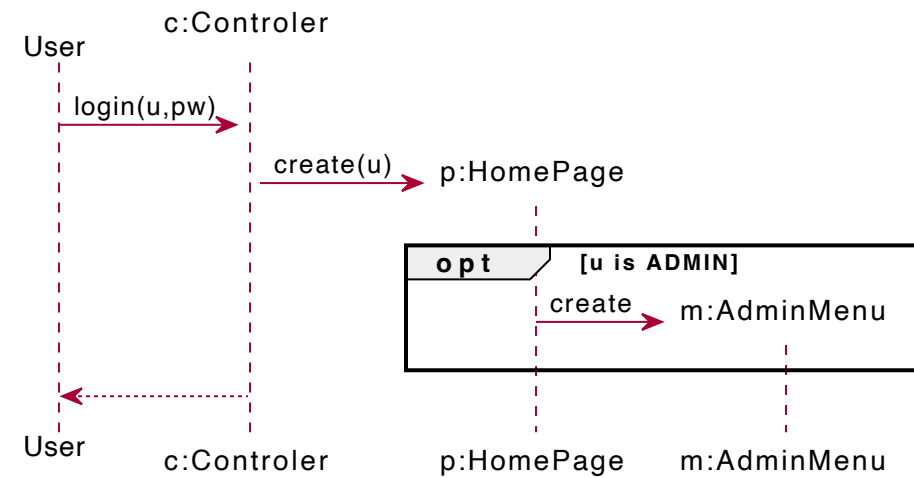 c:Controler
User
login(u,pw)
create(u)
p:HomePage
opt
[u is ADMIN]
create
m:AdminMenu
User
c:Controler
p:HomePage
m:AdminMenu